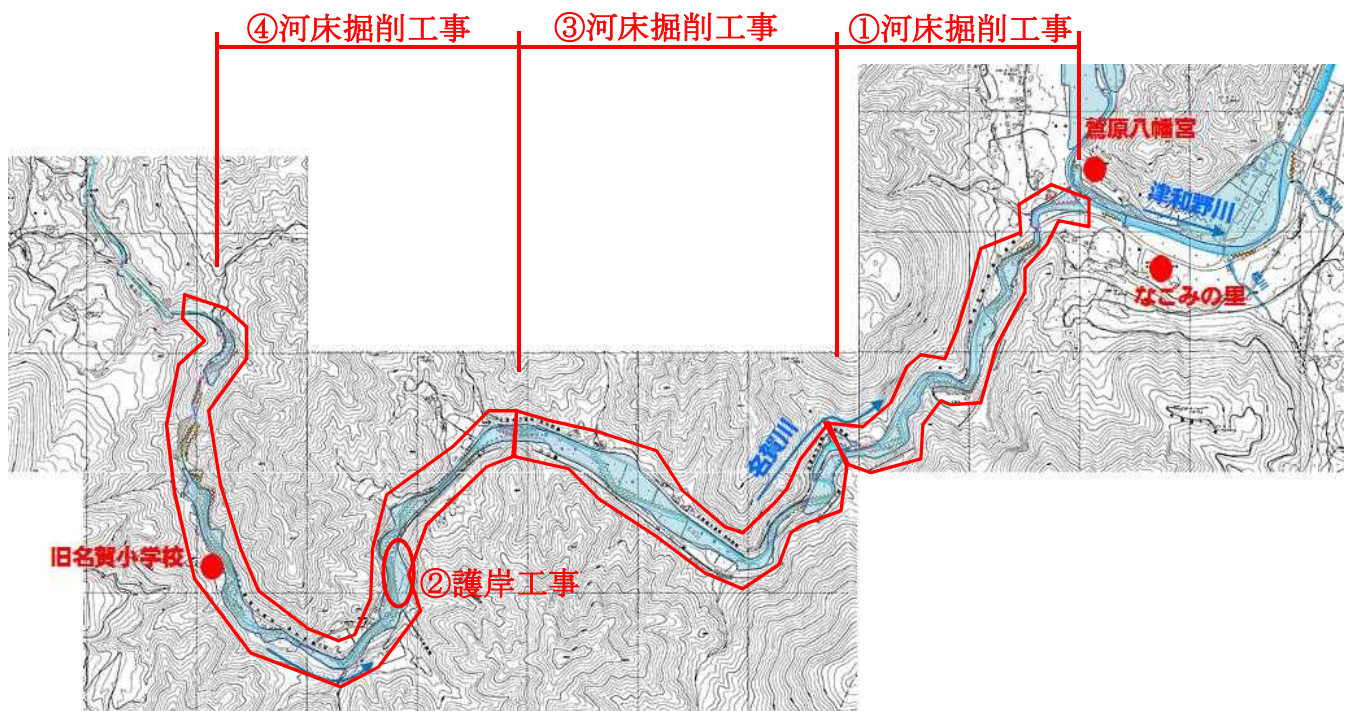 ④河床掘削工事
③河床掘削工事
①河床掘削工事
鷲原八幡宮
津和野川
なごみの里
名賀川
旧名賀小学校
②護岸工事